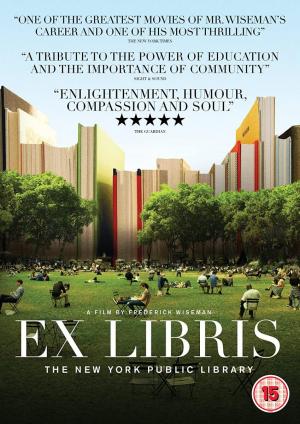 "ONE OF THE GREATEST MOVIES OF MR. WISEMAN'S
CAREER AND ONE OF HIS MOST THRILLING"
THE NEW YORK TIMES
"A TRIBUTE TO THE POWER OF EDUCATION
AND THE IMPORTANCE OF COMMUNITY"
SIGHT & SOUND
"ENLIGHTENMENT, HUMOUR,
COMPASSION AND SOUL"
★★★★★
THE GUARDIAN
A FILM BY FREDERICK WISEMAN
EX LIBRIS
THE NEW YORK PUBLIC LIBRARY
15